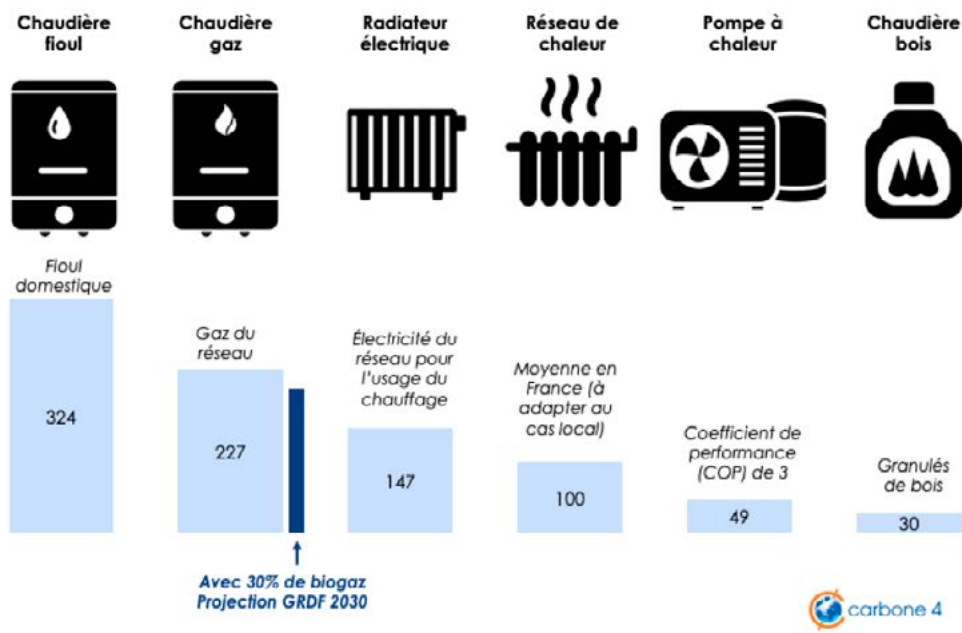 Chaudière
fioul
Chaudière
gaz
Radiateur
électrique
Réseau de
chaleur
Pompe à
chaleur
Chaudière
bois
Fioul
domestique
324
Gaz du
réseau
227
Avec 30% de biogaz
Projection GRDF 2030
Électricité du
réseau pour
l'usage du
chauffage
147
Moyenne en
France (à
adapter au
cas local)
100
Coefficient de
performance
(COP) de 3
49
Granulés
de bois
30
carbone 4